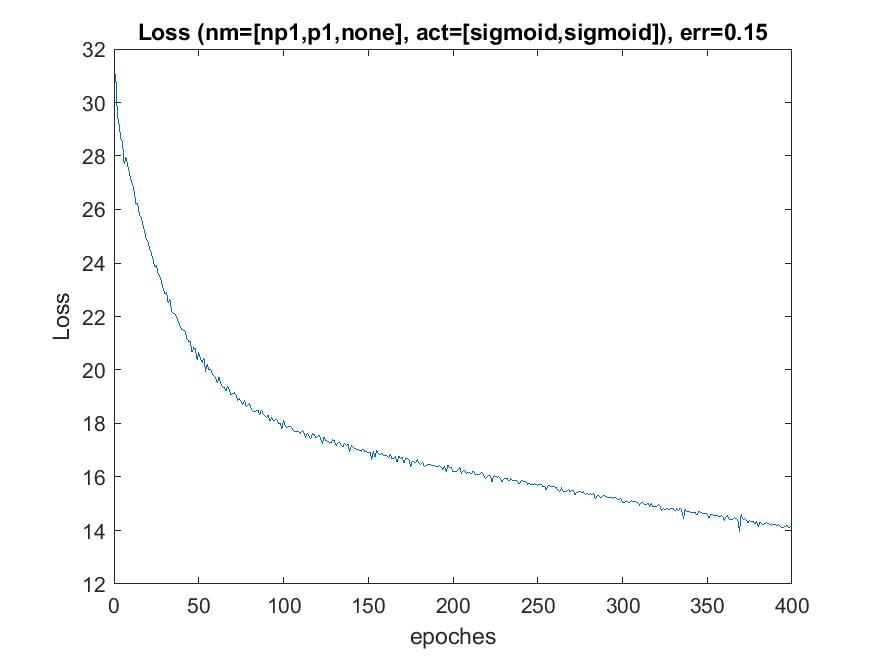 Loss (nm=[np1,p1,none], act=[sigmoid,sigmoid]), err=0.15
32
30
28
26
24
22
20
18
16
14
12
Loss
0 50 100 150 200 250 300 350 400
epoches